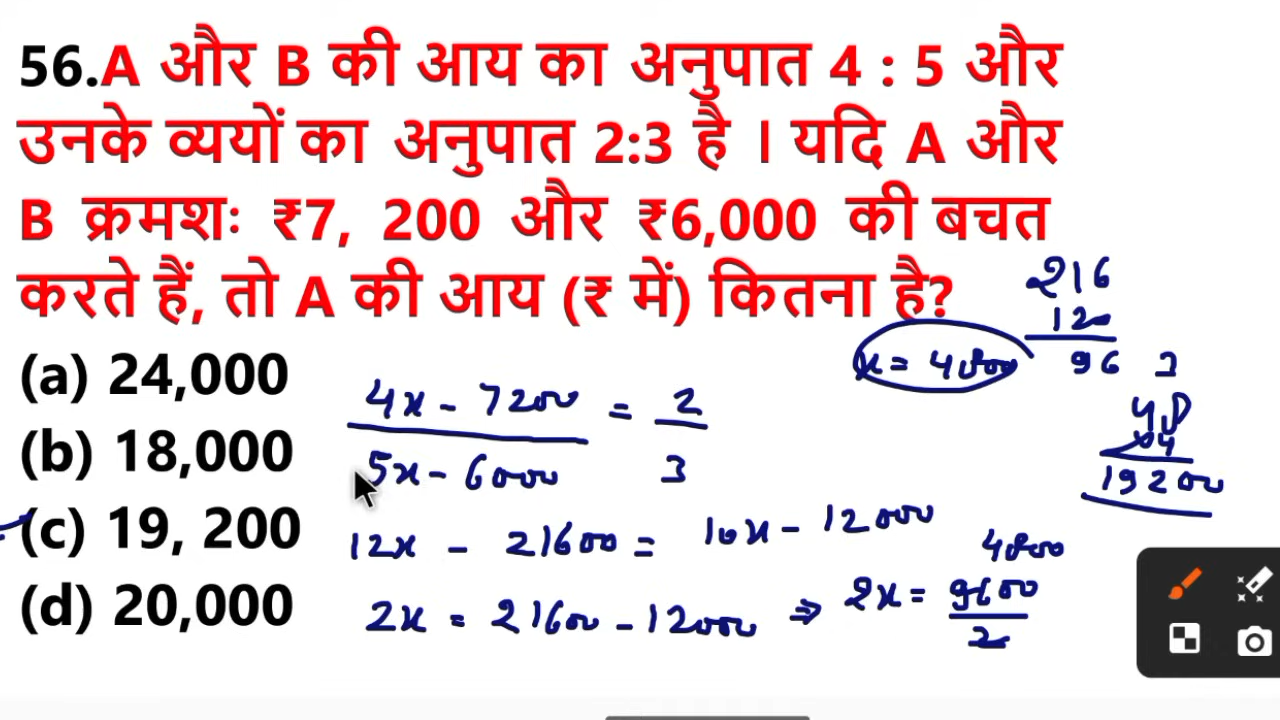 56.A और B की आय का अनुपात 4 : 5 और
उनके व्ययों का अनुपात 2:3 है । यदि A और
B क्रमशः ₹7, 200 और ₹6,000 की बचत
करते हैं, तो A की आय (₹ में) कितना है?
(a) 24,000
(b) 18,000
(c) 19, 200
(d) 20,000
4x - 7200 = 2
5x - 6000 3
12x - 21600 = 10x - 12000
2x = 21600 - 12000 ⇒ 2x = 9600
2
4800
x = 4800
216
120
96
48
19200